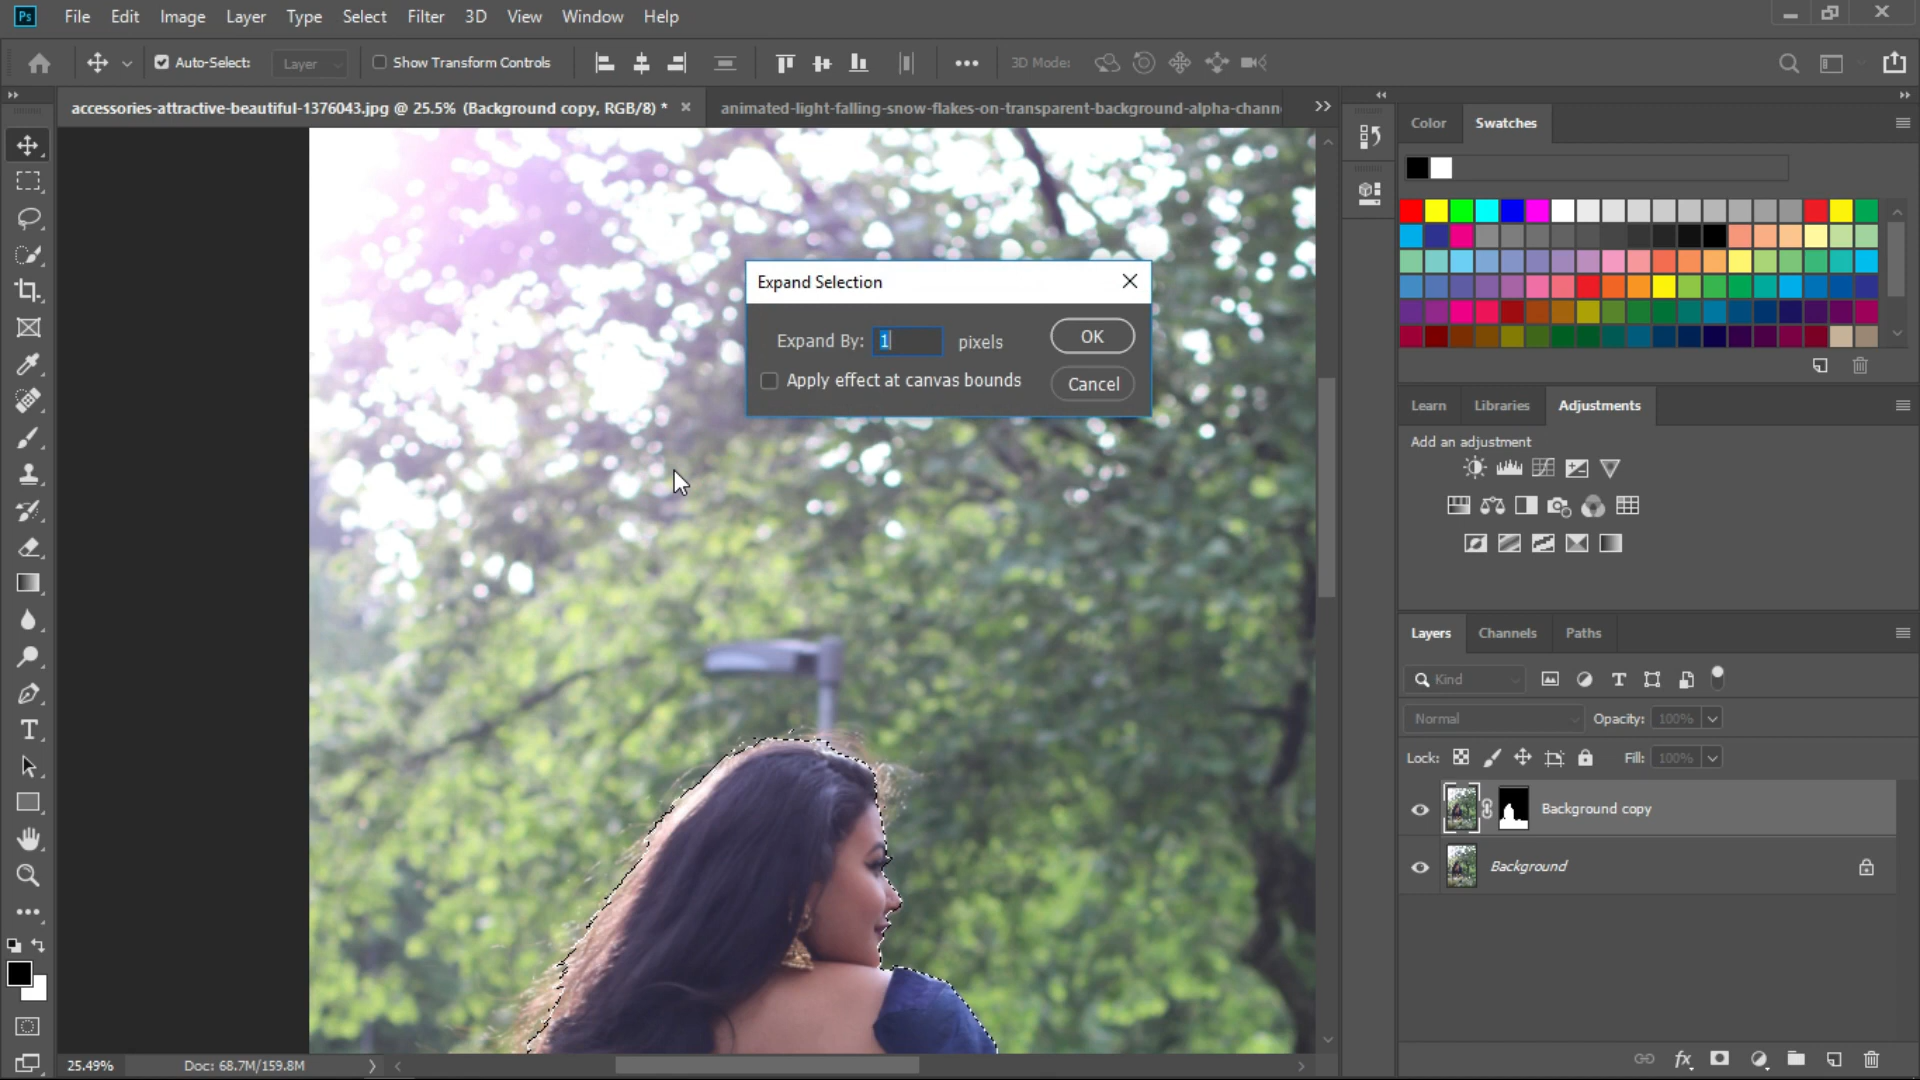 Ps File Edit Image Layer Type Select Filter 3D View Window Help
Auto-Select: Layer Show Transform Controls 3D Mode:
accessories-attractive-beautiful-1376043.jpg @ 25.5% (Background copy, RGB/8) * animated-light-falling-snow-flakes-on-transparent-background-alpha-chann
Color Swatches
Expand Selection
Expand By: 1 pixels OK
Apply effect at canvas bounds Cancel
Learn Libraries Adjustments
Add an adjustment
Layers Channels Paths
Kind
Normal Opacity: 100%
Lock: Fill: 100%
Background copy
Background
25.49% Doc: 68.7M/159.8M